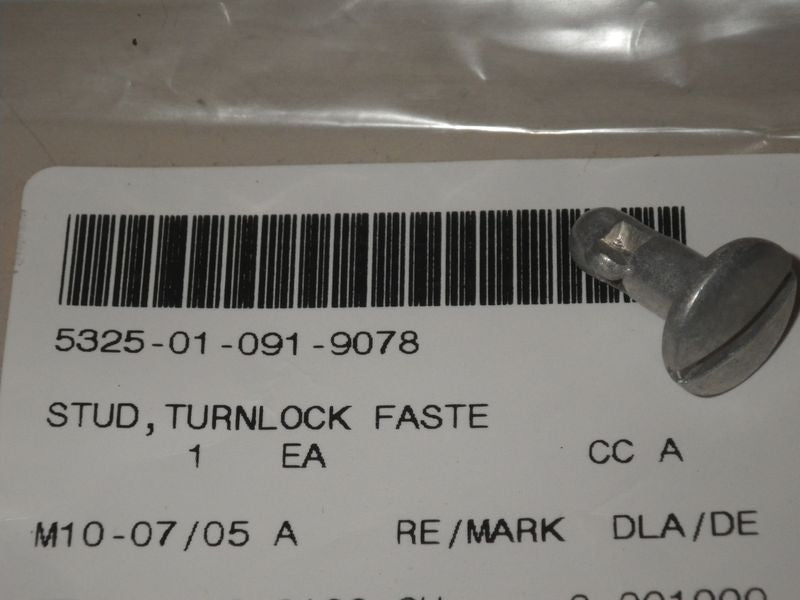 5325-01-091-9078
STUD,TURNLOCK FASTE
1 EA CC A
M10-07/05 A RE/MARK DLA/DE